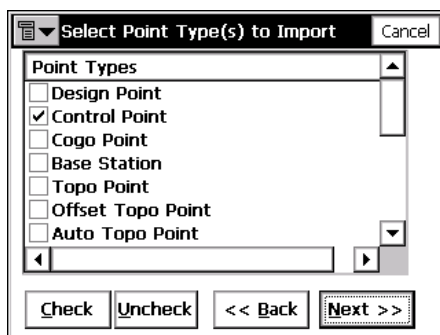 Select Point Type(s) to Import Cancel
Point Types
Design Point
Control Point
Cogo Point
Base Station
Topo Point
Offset Topo Point
Auto Topo Point
Check Uncheck << Back Next >>